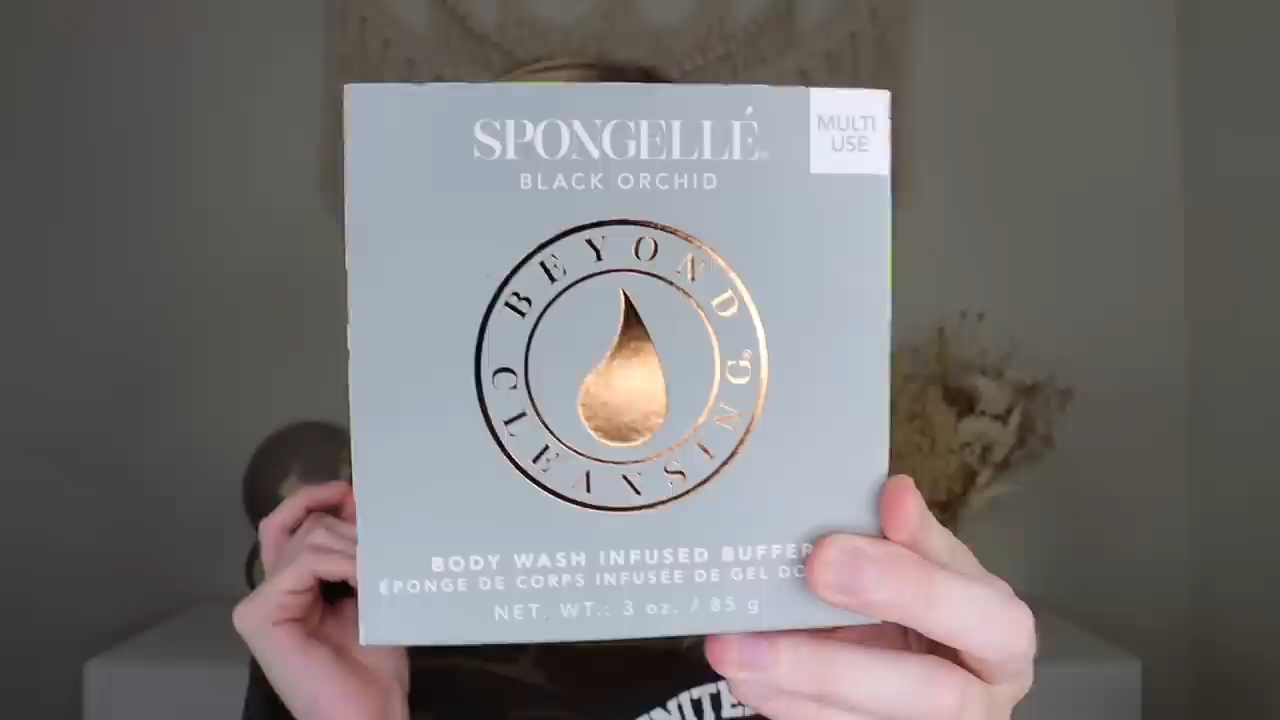 SPONGELLÉ®
BLACK ORCHID
MULTI
USE
BEYOND
CLEANSING®
BODY WASH INFUSED BUFFER
ÉPONGE DE CORPS INFUSÉE DE GEL
NET. WT.: 3 oz. / 85 g